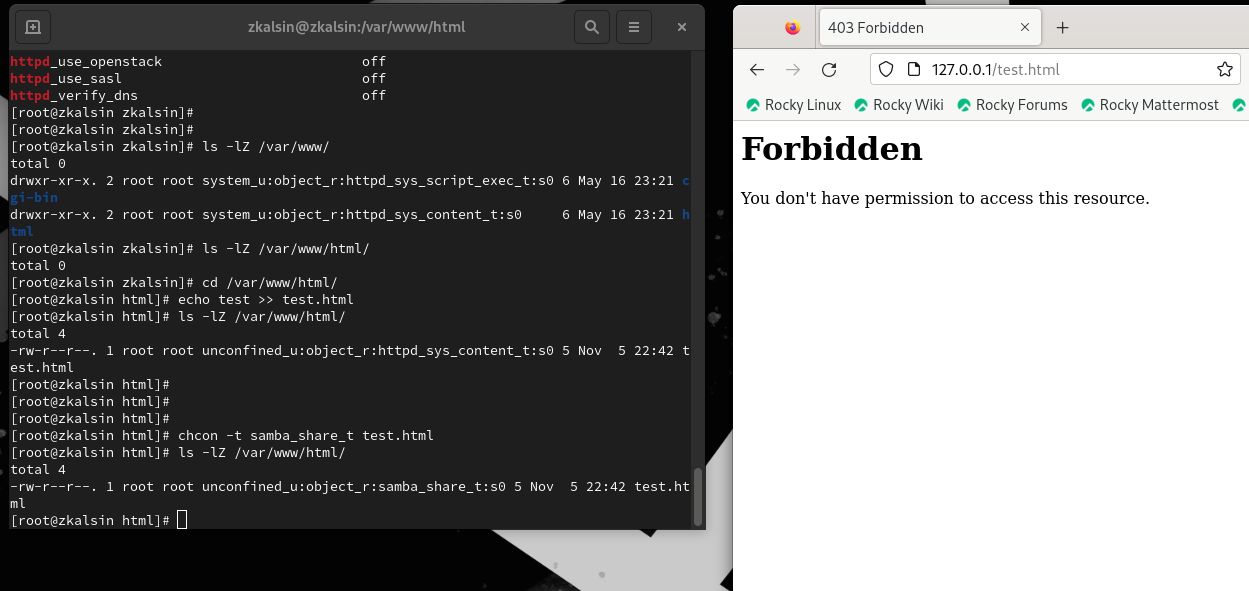 zkalsin@zkalsin:/var/www/html
httpd_use_openstack                         off
httpd_use_sasl                              off
httpd_verify_dns                            off
[root@zkalsin zkalsin]#
[root@zkalsin zkalsin]#
[root@zkalsin zkalsin]# ls -lZ /var/www/
total 0
drwxr-xr-x. 2 root root system_u:object_r:httpd_sys_script_exec_t:s0 6 May 16 23:21 c
gi-bin
drwxr-xr-x. 2 root root system_u:object_r:httpd_sys_content_t:s0     6 May 16 23:21 h
tml
[root@zkalsin zkalsin]# ls -lZ /var/www/html/
total 0
[root@zkalsin zkalsin]# cd /var/www/html/
[root@zkalsin html]# echo test >> test.html
[root@zkalsin html]# ls -lZ /var/www/html/
total 4
-rw-r--r--. 1 root root unconfined_u:object_r:httpd_sys_content_t:s0 5 Nov  5 22:42 t
est.html
[root@zkalsin html]#
[root@zkalsin html]#
[root@zkalsin html]#
[root@zkalsin html]# chcon -t samba_share_t test.html
[root@zkalsin html]# ls -lZ /var/www/html/
total 4
-rw-r--r--. 1 root root unconfined_u:object_r:samba_share_t:s0 5 Nov  5 22:42 test.ht
ml
[root@zkalsin html]#
403 Forbidden
127.0.0.1/test.html
Rocky Linux Rocky Wiki Rocky Forums Rocky Mattermost
Forbidden
You don't have permission to access this resource.